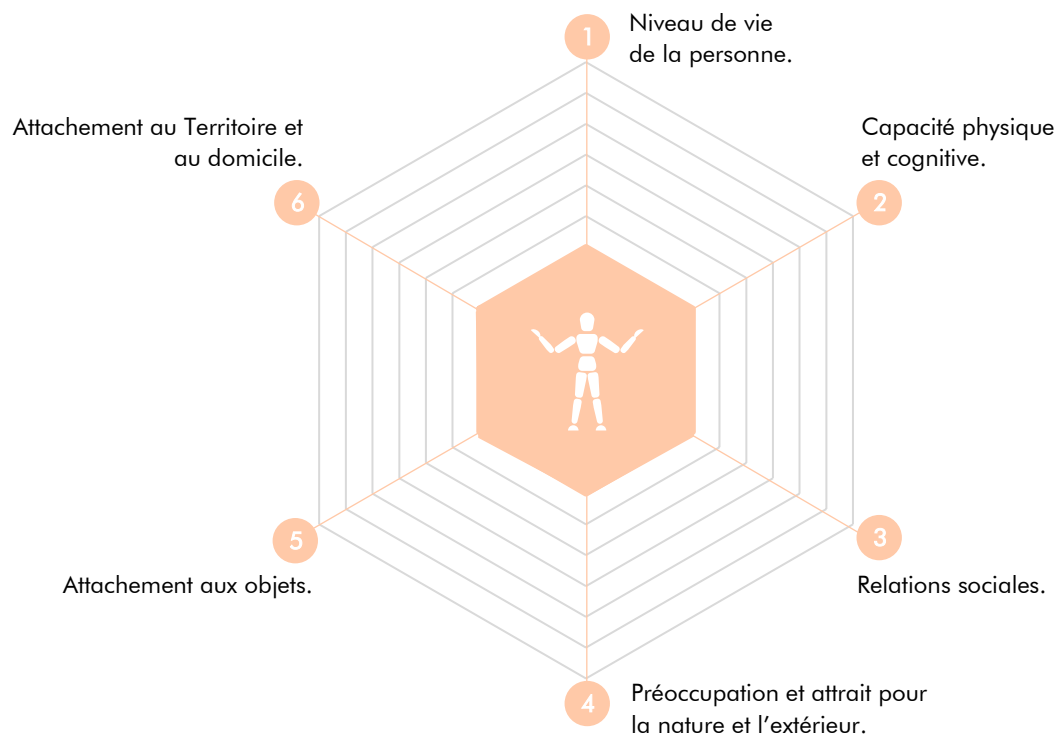 1
Niveau de vie
de la personne.
2
Capacité physique
et cognitive.
3
Relations sociales.
4
Préoccupation et attrait pour
la nature et l'extérieur.
5
Attachement aux objets.
6
Attachement au Territoire et
au domicile.